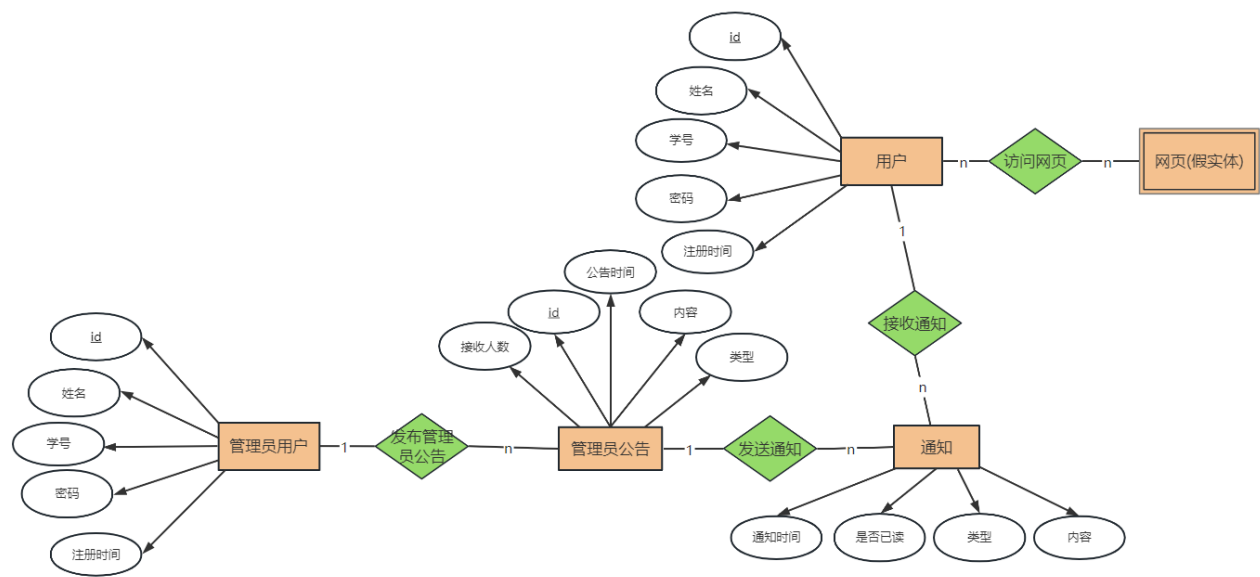 id
姓名
学号
密码
注册时间
用户
n
访问网页
n
网页(假实体)
1
接收通知
n
公告时间
id
内容
接收人数
类型
id
姓名
学号
密码
注册时间
管理员用户
1
发布管理
员公告
n
管理员公告
1
发送通知
n
通知
通知时间
是否已读
类型
内容